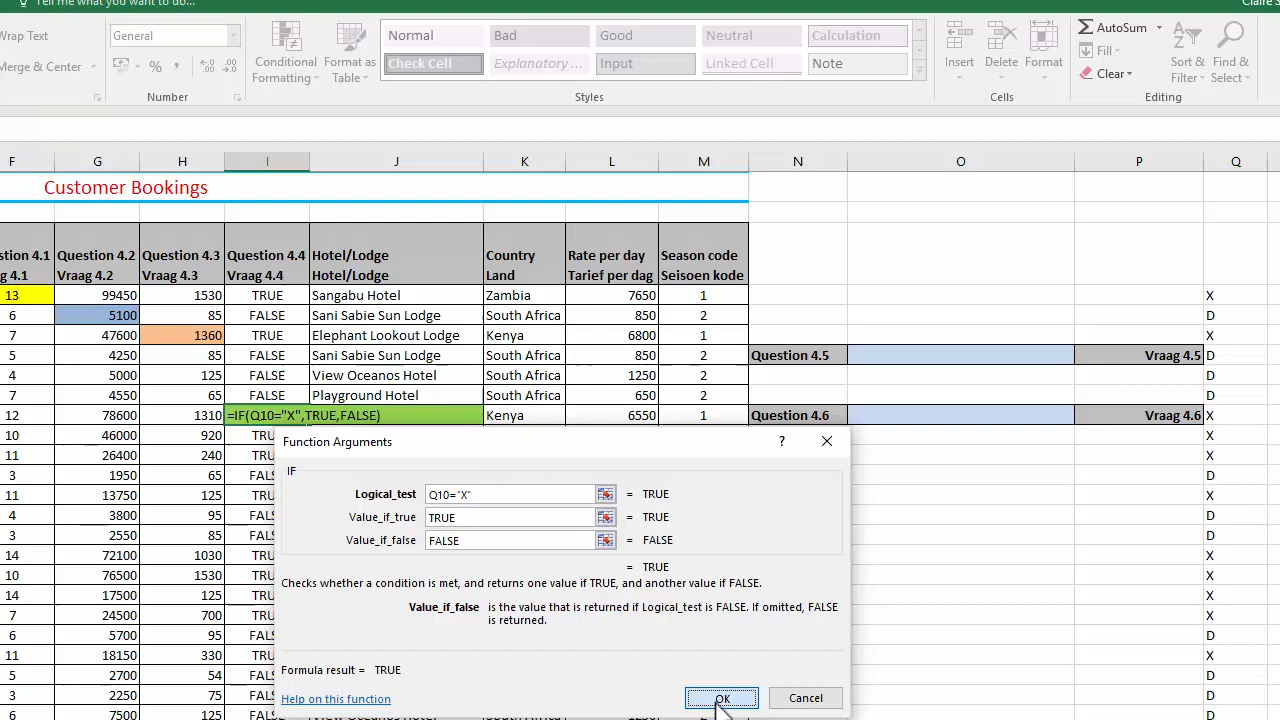 Tell me what you want to do...
Claire S
Wrap Text
Merge & Center
General
Number
Conditional Formatting
Format as Table
Normal Bad Good Neutral Calculation
Check Cell Explanatory ... Input Linked Cell Note
Styles
Insert Delete Format
Cells
AutoSum
Fill
Clear
Sort & Filter
Find & Select
Editing
F G H I J K L M N O P Q
Customer Bookings
stion 4.1 Question 4.2 Question 4.3 Question 4.4 Hotel/Lodge Country Rate per day Season code
g 4.1 Vraag 4.2 Vraag 4.3 Vraag 4.4 Hotel/Lodge Land Tarief per dag Seisoen kode
13 99450 1530 TRUE Sangabu Hotel Zambia 7650 1 X
6 5100 85 FALSE Sani Sabie Sun Lodge South Africa 850 2 D
7 47600 1360 TRUE Elephant Lookout Lodge Kenya 6800 1 X
5 4250 85 FALSE Sani Sabie Sun Lodge South Africa 850 2 Question 4.5 Vraag 4.5 D
4 5000 125 FALSE View Oceanos Hotel South Africa 1250 2 D
7 4550 65 FALSE Playground Hotel South Africa 650 2 D
12 78600 1310 =IF(Q10="X",TRUE,FALSE) Kenya 6550 1 Question 4.6 Vraag 4.6 X
10 46000 920 TRU X
11 26400 240 TRU X
3 1950 65 FALS D
11 13750 125 TRU X
4 3800 95 FALS D
3 2550 85 FALS D
14 72100 1030 TRU X
10 76500 1530 TRU X
14 17500 125 TRU X
7 24500 700 TRU X
6 5700 95 FALS D
11 18150 330 TRU X
5 2700 54 FALS D
3 2250 75 FALS D
6 7500 125 D
Function Arguments ?
IF
Logical_test Q10="X" = TRUE
Value_if_true TRUE = TRUE
Value_if_false FALSE = FALSE
= TRUE
Checks whether a condition is met, and returns one value if TRUE, and another value if FALSE.
Value_if_false is the value that is returned if Logical_test is FALSE. If omitted, FALSE
is returned.
Formula result = TRUE
Help on this function
OK Cancel